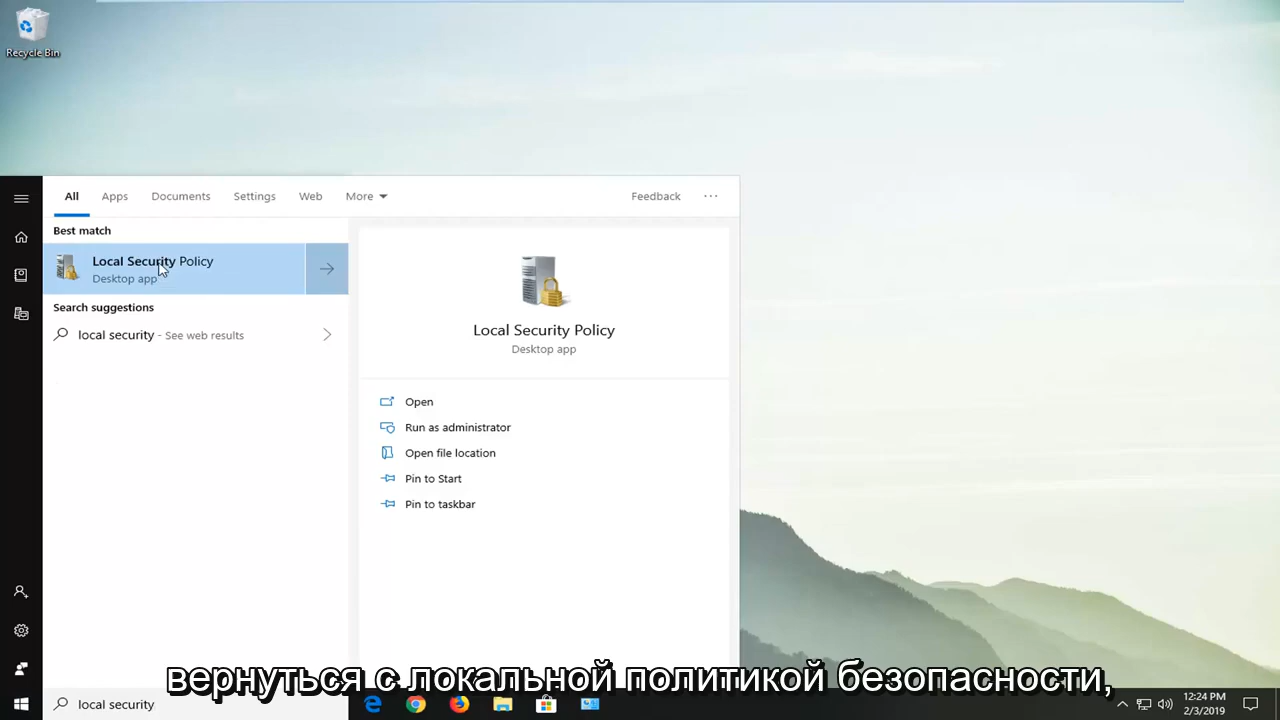 Recycle Bin
All Apps Documents Settings Web More Feedback ...
Best match
Local Security Policy
Desktop app
Search suggestions
local security - See web results
Local Security Policy
Desktop app
Open
Run as administrator
Open file location
Pin to Start
Pin to taskbar
вернуться с локальной политикой безопасности,
local security
12:24 PM
2/3/2019